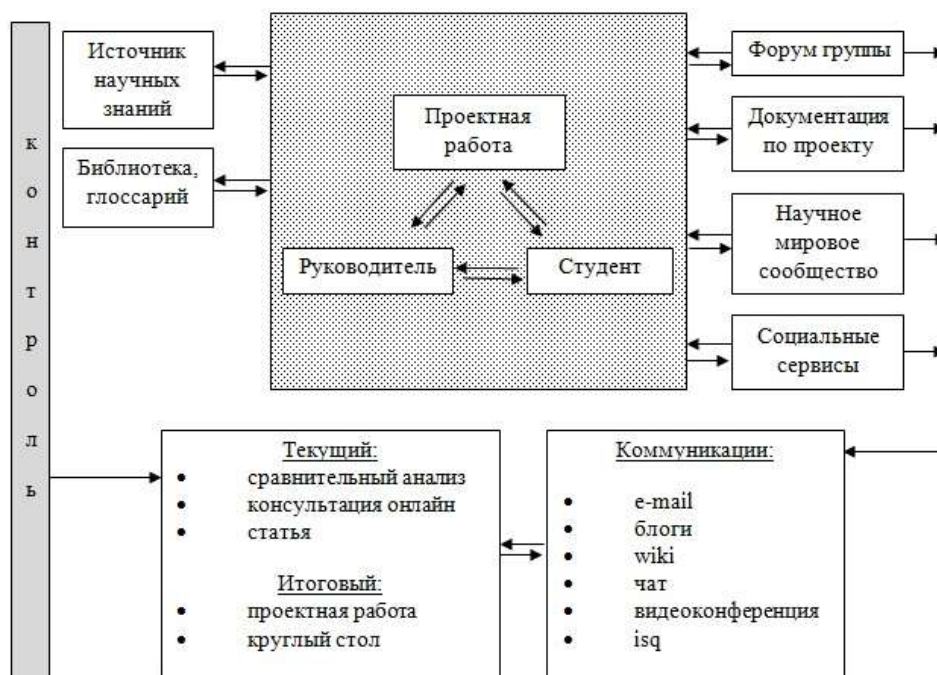 контроль
Источник
научных
знаний
Библиотека,
глоссарий
Проектная
работа
Руководитель
Студент
Форум группы
Документация
по проекту
Научное
мировое
сообщество
Социальные
сервисы
Текущий:
• сравнительный анализ
• консультация онлайн
• статья
Итоговый:
• проектная работа
• круглый стол
Коммуникации:
• e-mail
• блоги
• wiki
• чат
• видеоконференция
• isq